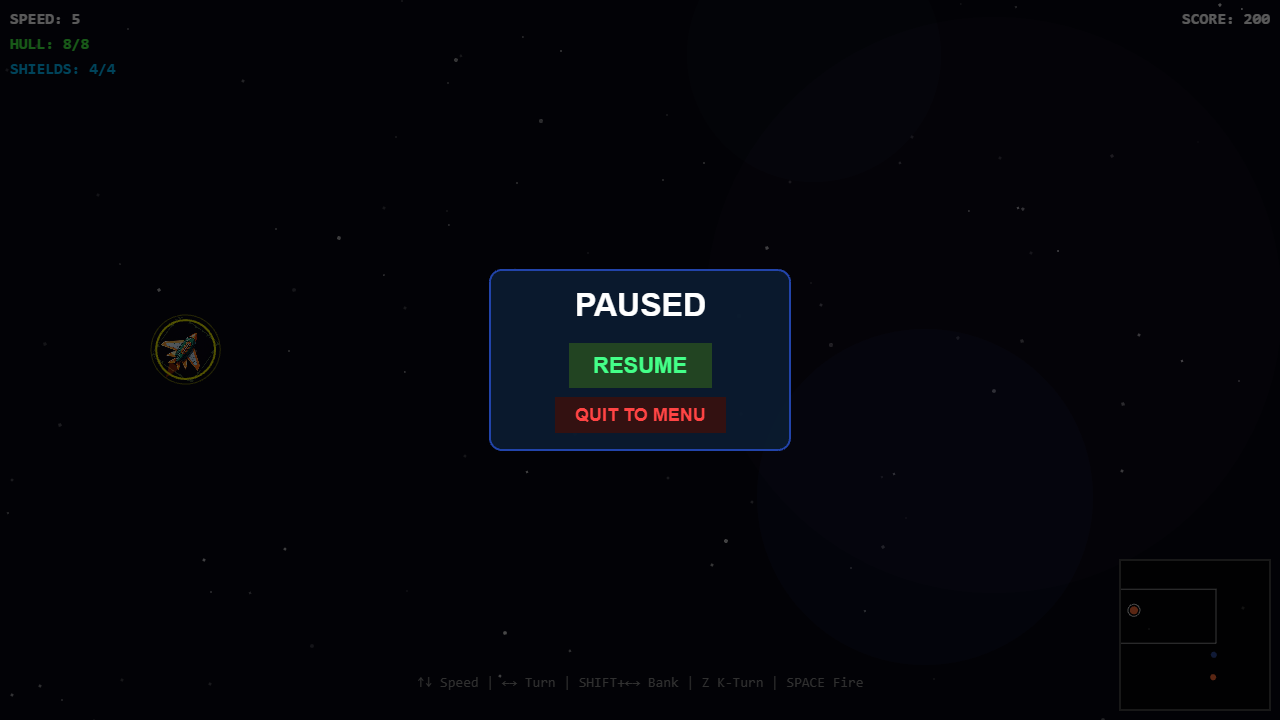 SPEED: 5
SCORE: 200
HULL: 8/8
SHIELDS: 4/4
PAUSED
RESUME
QUIT TO MENU
↑↓ Speed | ←→ Turn | SHIFT+←→ Bank | Z K-Turn | SPACE Fire